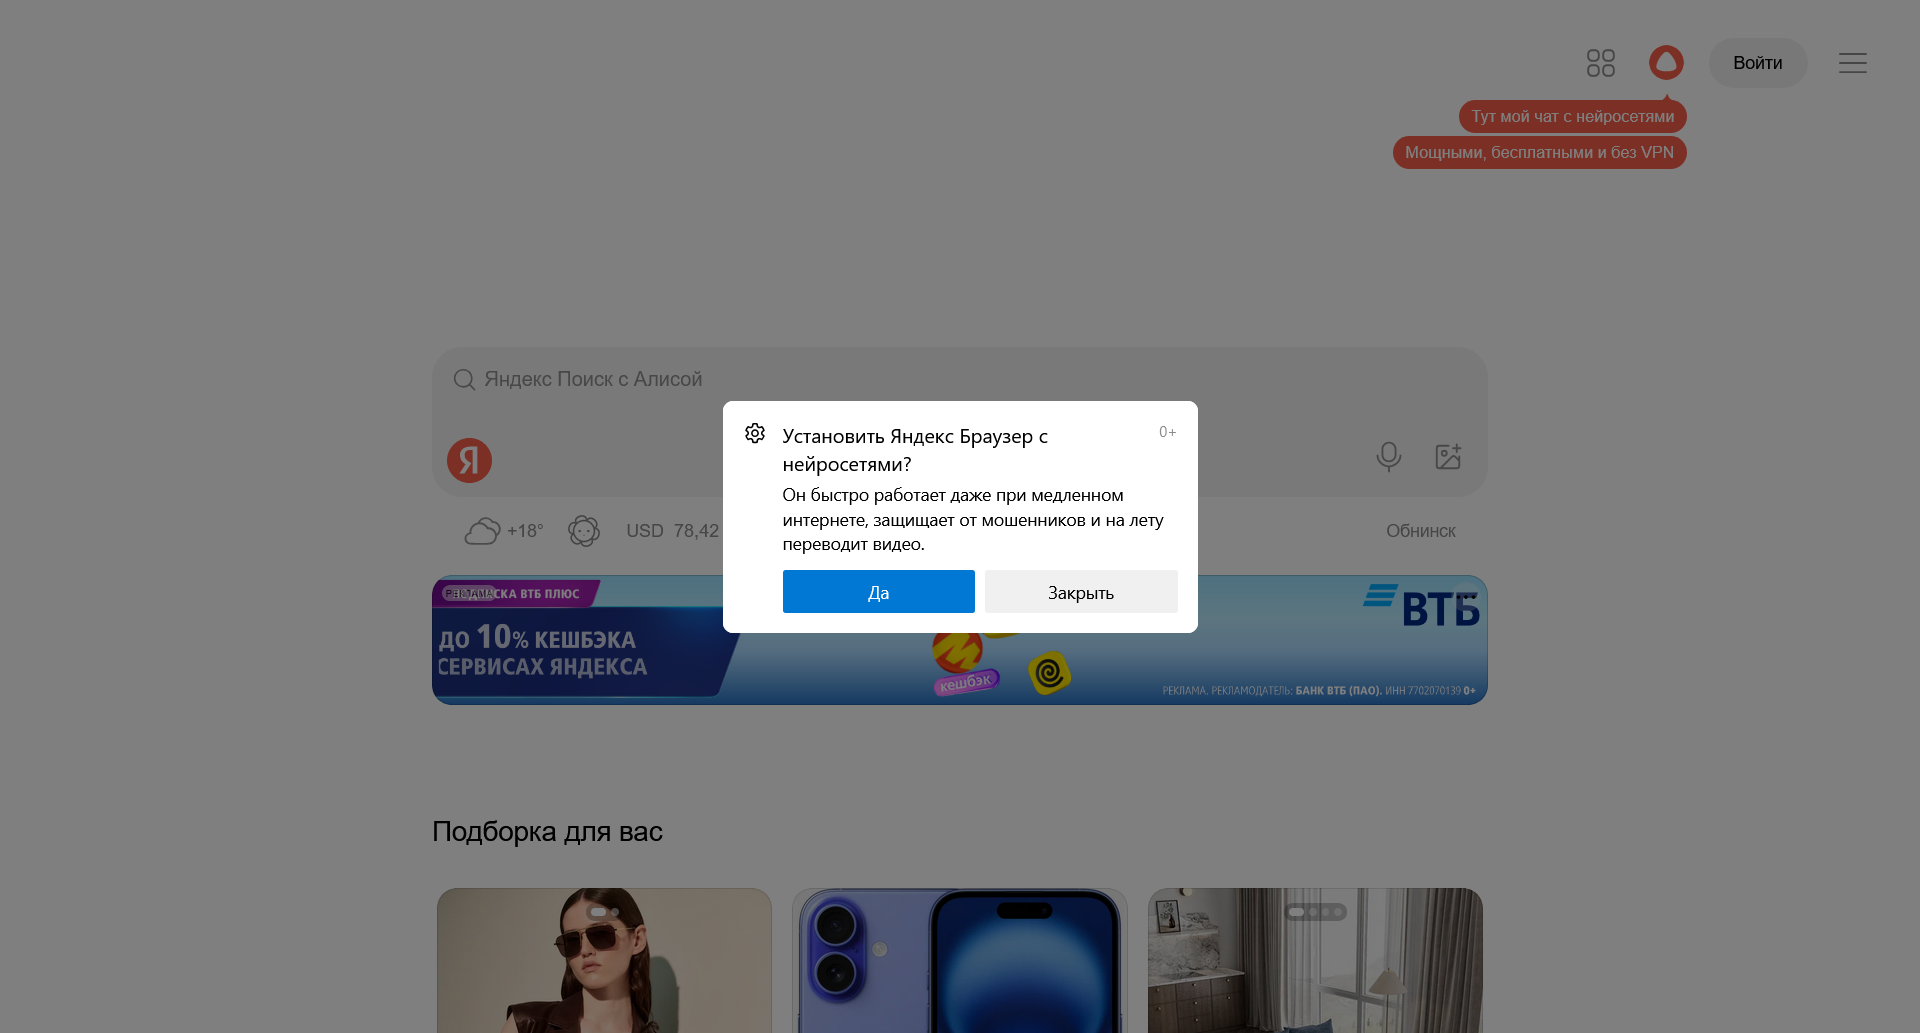 Войти
Тут мой чат с нейросетями
Мощными, бесплатными и без VPN
Яндекс Поиск с Алисой
Я
Установить Яндекс Браузер с
нейросетями?
0+
Он быстро работает даже при медленном
интернете, защищает от мошенников и на лету
переводит видео.
Да
Закрыть
+18°
USD 78,42
Обнинск
СКА ВТБ ПЛЮС
ДО 10% КЕШБЭКА
СЕРВИСАХ ЯНДЕКСА
кешбэк
ВТБ
РЕКЛАМА. РЕКЛАМОДАТЕЛЬ: БАНК ВТБ (ПАО). ИНН 7702070139 0+
Подборка для вас